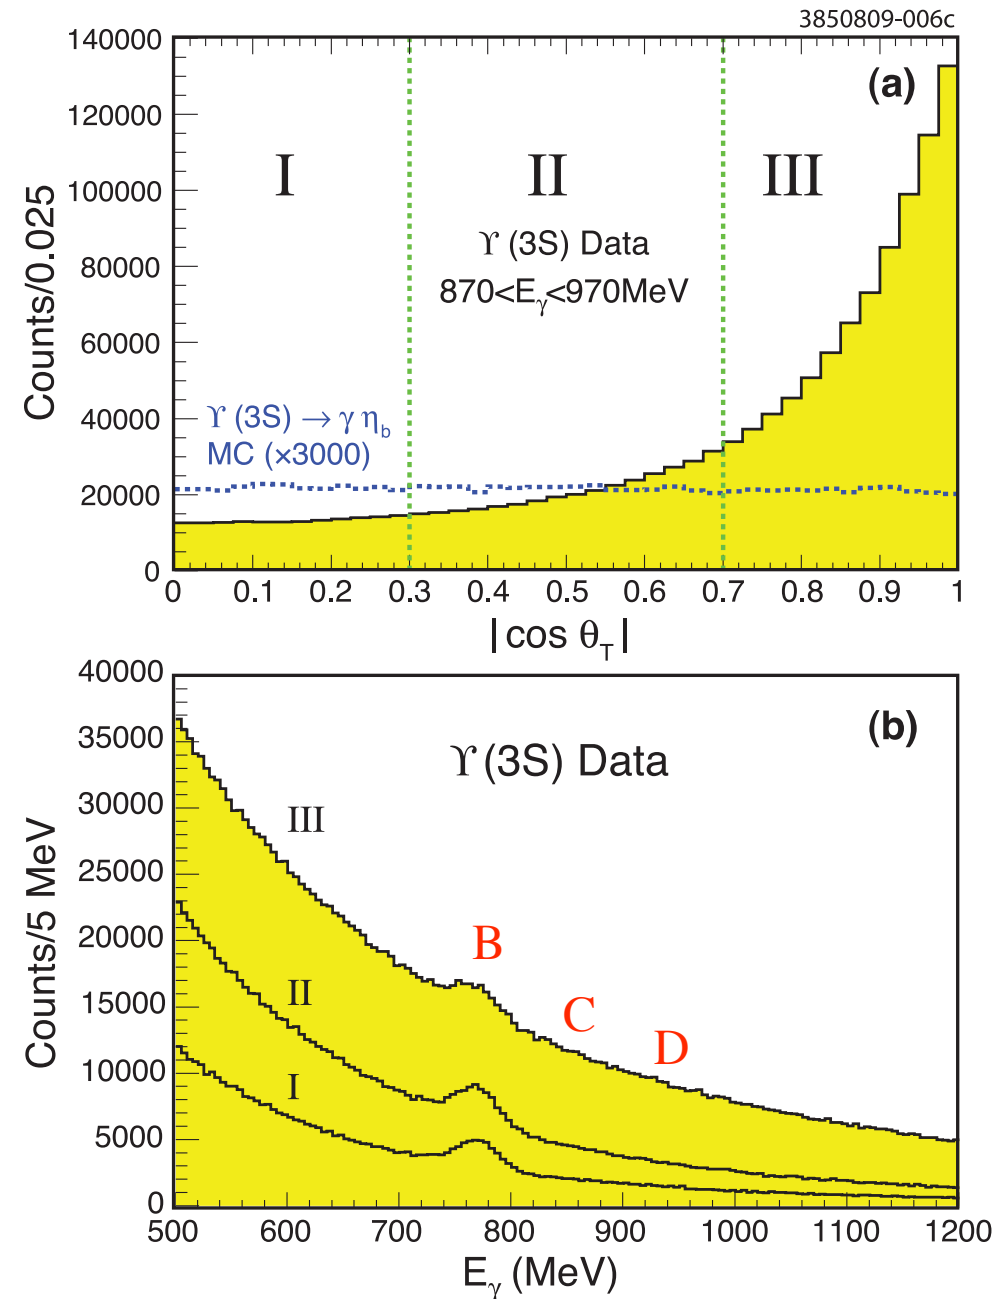 3850809-006c
140000
120000
100000
80000
60000
40000
20000
0
Counts/0.025
(a)
I
II
III
ϒ (3S) Data
870<Eγ<970MeV
ϒ (3S) → γ ηb
MC (×3000)
0 0.1 0.2 0.3 0.4 0.5 0.6 0.7 0.8 0.9 1
| cos θT |
40000
35000
30000
25000
20000
15000
10000
5000
0
Counts/5 MeV
(b)
ϒ (3S) Data
III
B
II
C
D
I
500 600 700 800 900 1000 1100 1200
Eγ (MeV)